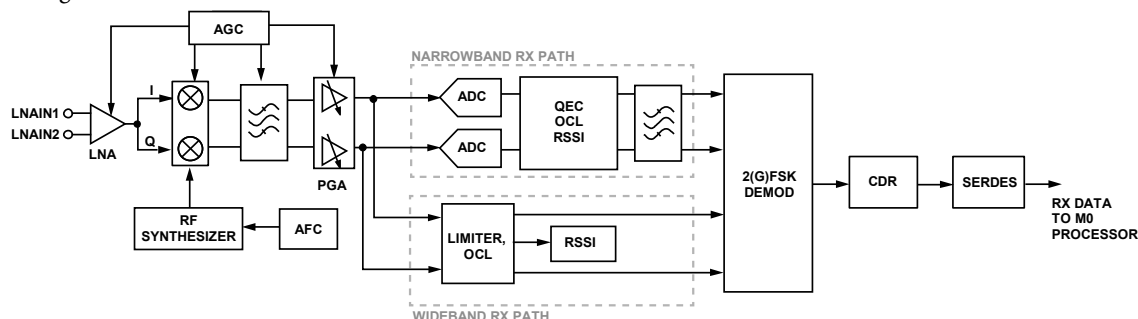 AGC
NARROWBAND RX PATH
I
ADC
QEC
OCL
RSSI
LNAIN1
LNAIN2
LNA
Q
ADC
PGA
2(G)FSK
DEMOD
CDR
SERDES
RX DATA
TO M0
PROCESSOR
RF
SYNTHESIZER
AFC
LIMITER,
OCL
RSSI
WIDEBAND RX PATH